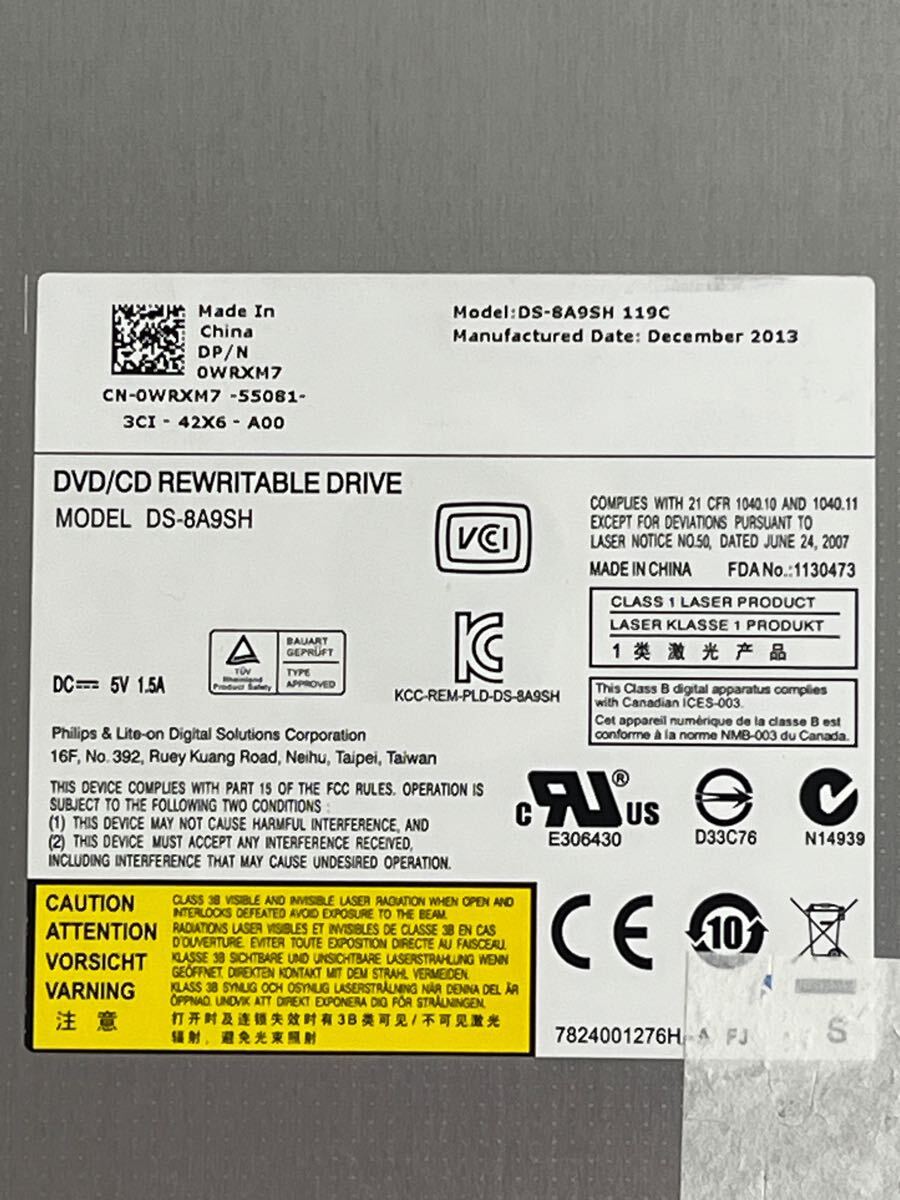 Made In
China
DP/N
0WRXM7
CN-0WRXM7 -55081-
3CI - 42X6 - A00
Model:DS-8A9SH 119C
Manufactured Date: December 2013
DVD/CD REWRITABLE DRIVE
MODEL DS-8A9SH
VCI
COMPLIES WITH 21 CFR 1040.10 AND 1040.11
EXCEPT FOR DEVIATIONS PURSUANT TO
LASER NOTICE NO.50, DATED JUNE 24, 2007
MADE IN CHINA FDA No.:1130473
CLASS 1 LASER PRODUCT
LASER KLASSE 1 PRODUKT
1 类 激 光 产 品
DC 5V 1.5A
TÜV
Rheinland
Product Safety
BAUART
GEPRÜFT
TYPE
APPROVED
KCC-REM-PLD-DS-8A9SH
This Class B digital apparatus complies
with Canadian ICES-003.
Cet appareil numérique de la classe B est
conforme à la norme NMB-003 du Canada.
Philips & Lite-on Digital Solutions Corporation
16F, No. 392, Ruey Kuang Road, Neihu, Taipei, Taiwan
THIS DEVICE COMPLIES WITH PART 15 OF THE FCC RULES. OPERATION IS
SUBJECT TO THE FOLLOWING TWO CONDITIONS :
(1) THIS DEVICE MAY NOT CAUSE HARMFUL INTERFERENCE, AND
(2) THIS DEVICE MUST ACCEPT ANY INTERFERENCE RECEIVED,
INCLUDING INTERFERENCE THAT MAY CAUSE UNDESIRED OPERATION.
c RU ® US
E306430
D33C76
N14939
CAUTION
ATTENTION
VORSICHT
VARNING
注 意
CLASS 3B VISIBLE AND INVISIBLE LASER RADIATION WHEN OPEN AND
INTERLOCKS DEFEATED AVOID EXPOSURE TO THE BEAM.
RADIATIONS LASER VISIBLES ET INVISIBLES DE CLASSE 3B EN CAS
D'OUVERTURE. EVITER TOUTE EXPOSITION DIRECTE AU FAISCEAU.
KLASSE 3B SICHTBARE UND UNSICHTBARE LASERSTRAHLUNG WENN
GEÖFFNET. DIREKTEN KONTAKT MIT DEM STRAHL VERMEIDEN.
KLASS 3B SYNLIG OCH OSYNLIG LASERSTRÅLNING NÄR DENNA DEL ÄR
ÖPPNAD. UNDVIK ATT DIREKT EXPONERA DIG FÖR STRÅLNINGEN.
打开时及连锁失效时有3B类可见/不可见激光
辐射, 避免光束照射
CE
10
7824001276H-A FJ
S